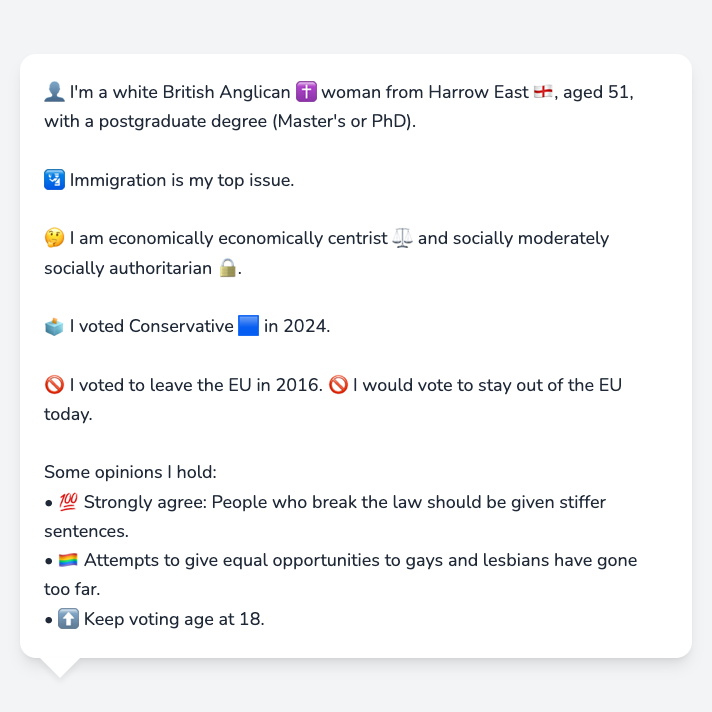 👤 I'm a white British Anglican ✝️ woman from Harrow East 🏴󠁧󠁢󠁥󠁮󠁧󠁿, aged 51,
with a postgraduate degree (Master's or PhD).
🛂 Immigration is my top issue.
🤔 I am economically economically centrist ⚖️ and socially moderately
socially authoritarian 🔒.
🗳️ I voted Conservative 🟦 in 2024.
🚫 I voted to leave the EU in 2016. 🚫 I would vote to stay out of the EU
today.
Some opinions I hold:
• 💯 Strongly agree: People who break the law should be given stiffer
sentences.
• 🏳️‍🌈 Attempts to give equal opportunities to gays and lesbians have gone
too far.
• ⬆️ Keep voting age at 18.